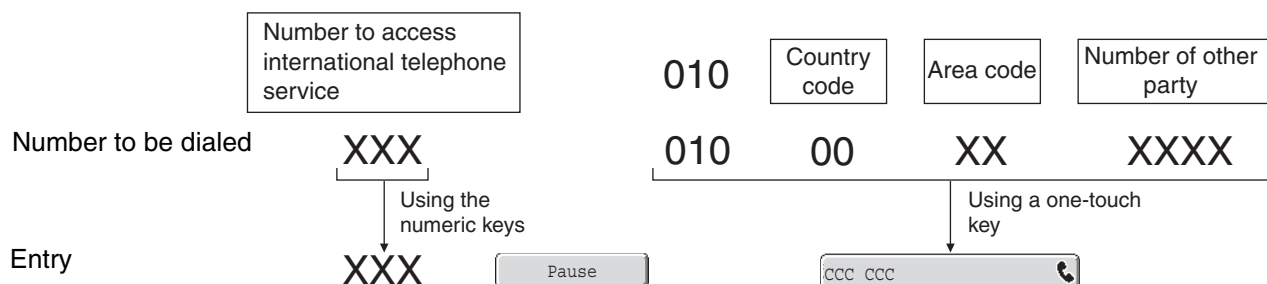 Number to access
international telephone
service
010
Country
code
Area code
Number of other
party
Number to be dialed
XXX
010 00 XX XXXX
Using the
numeric keys
Using a one-touch
key
Entry
XXX
Pause
ccc ccc